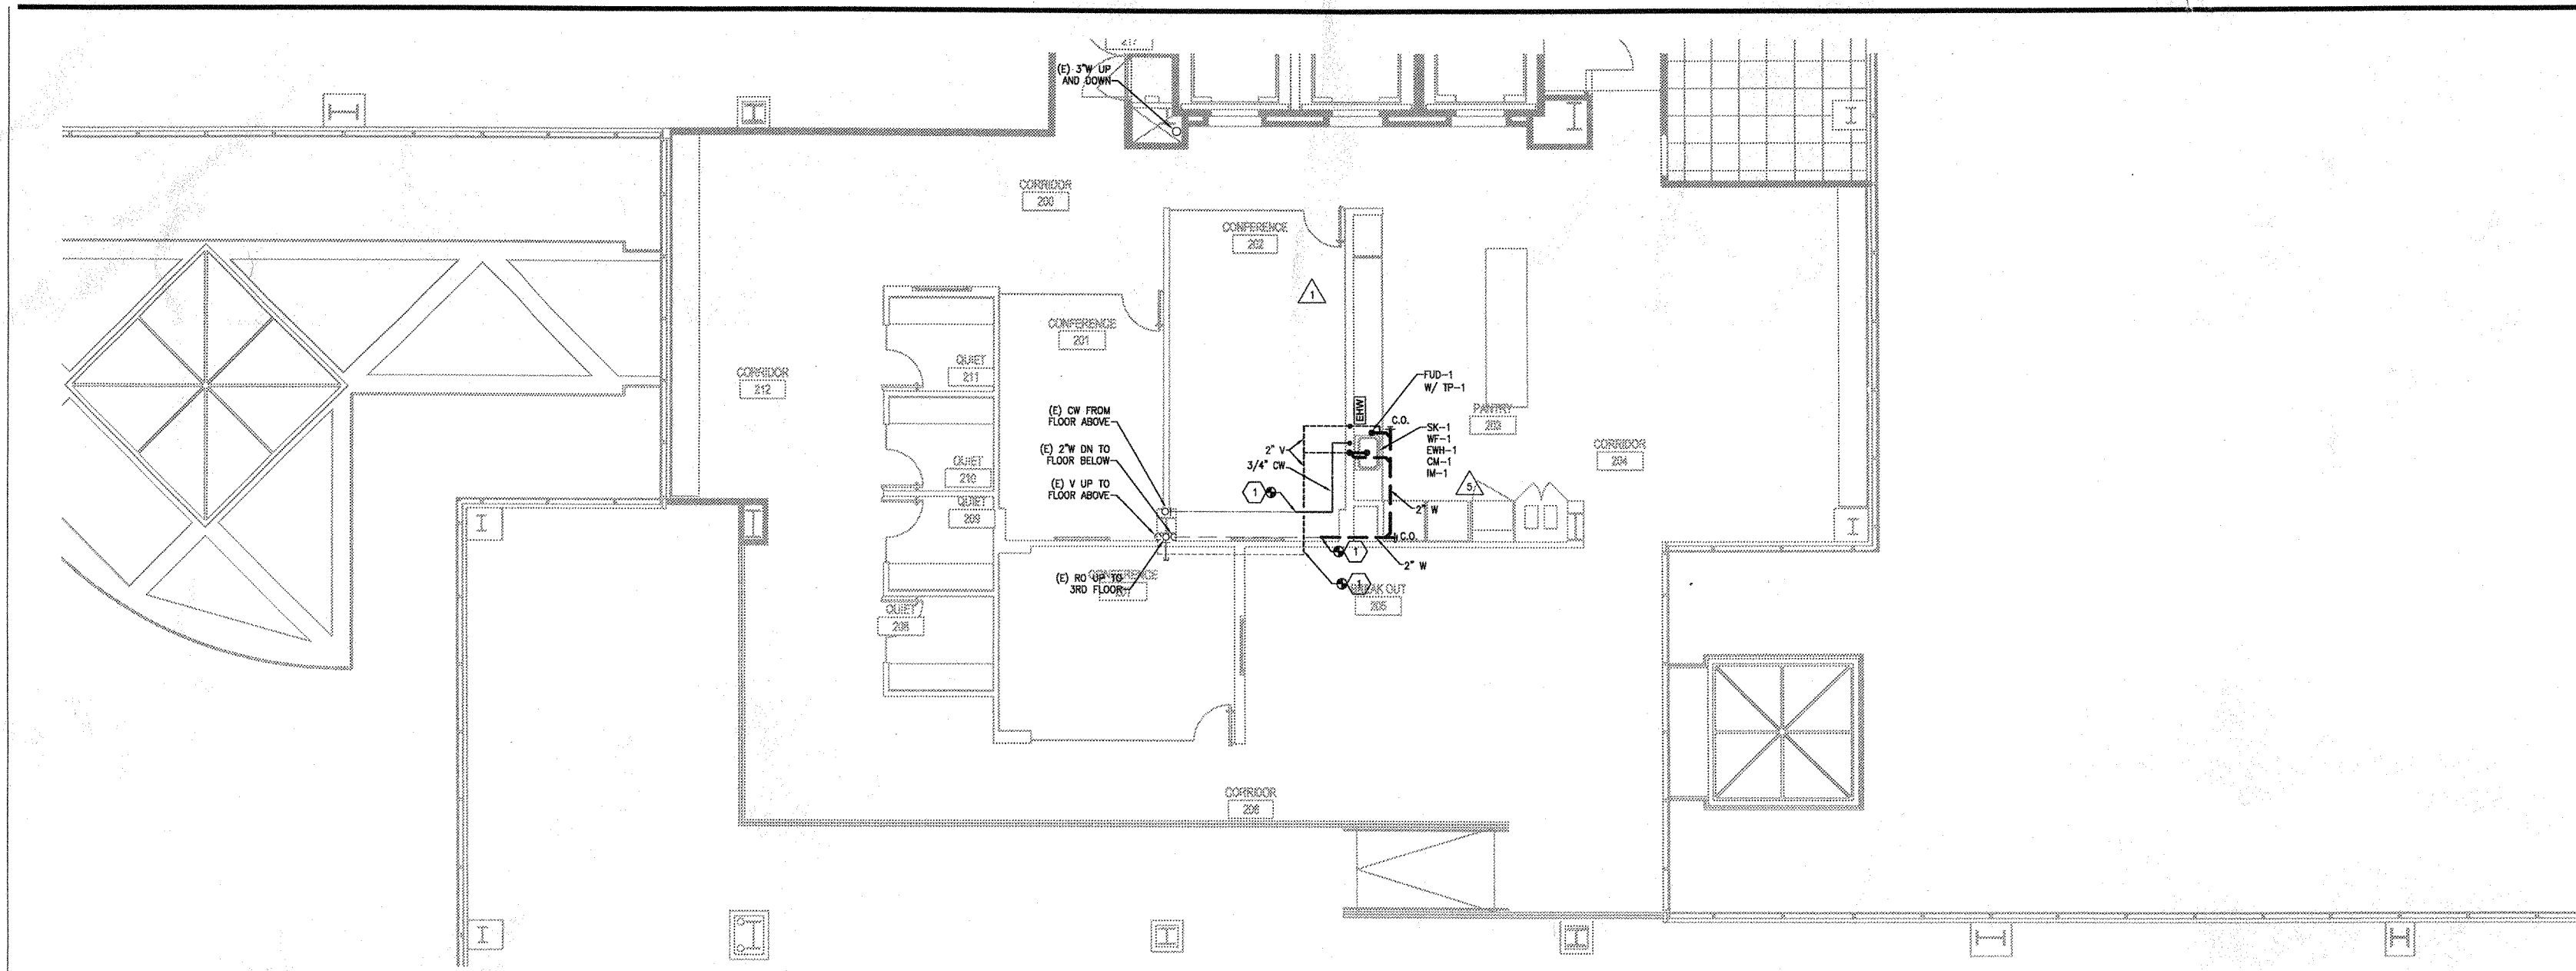 217
(E) 3"W UP
AND DOWN
CORRIDOR
200
CONFERENCE
202
1
CONFERENCE
201
QUIET
211
CORRIDOR
212
FUD-1
W/ TP-1
EHW
PANTRY
203
C.O.
(E) CW FROM
FLOOR ABOVE
SK-1
WF-1
EWH-1
CM-1
IM-1
2" V
3/4" CW
CORRIDOR
204
(E) 2"W DN TO
FLOOR BELOW
QUIET
210
(E) V UP TO
FLOOR ABOVE
1
5
QUIET
209
2" W
C.O.
1
2" W
(E) RO UP TO
3RD FLOOR
CONFERENCE
1
BREAK OUT
205
QUIET
208
CORRIDOR
206